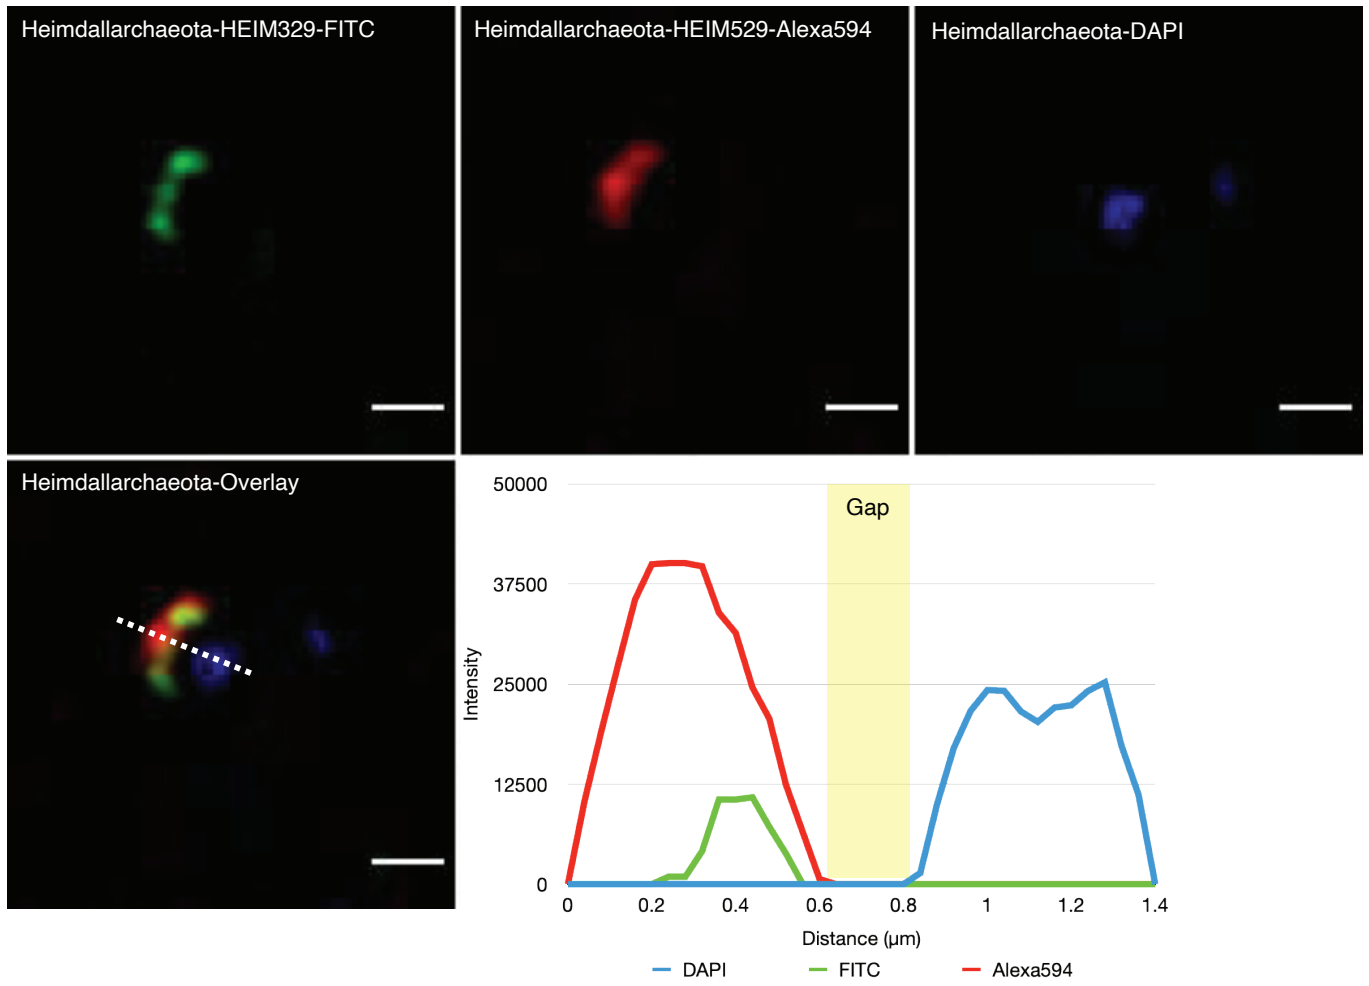 Heimdallarchaeota-HEIM329-FITC
Heimdallarchaeota-HEIM529-Alexa594
Heimdallarchaeota-DAPI
Heimdallarchaeota-Overlay
50000
37500
25000
12500
0
Intensity
Gap
0 0.2 0.4 0.6 0.8 1 1.2 1.4
Distance (µm)
DAPI FITC Alexa594